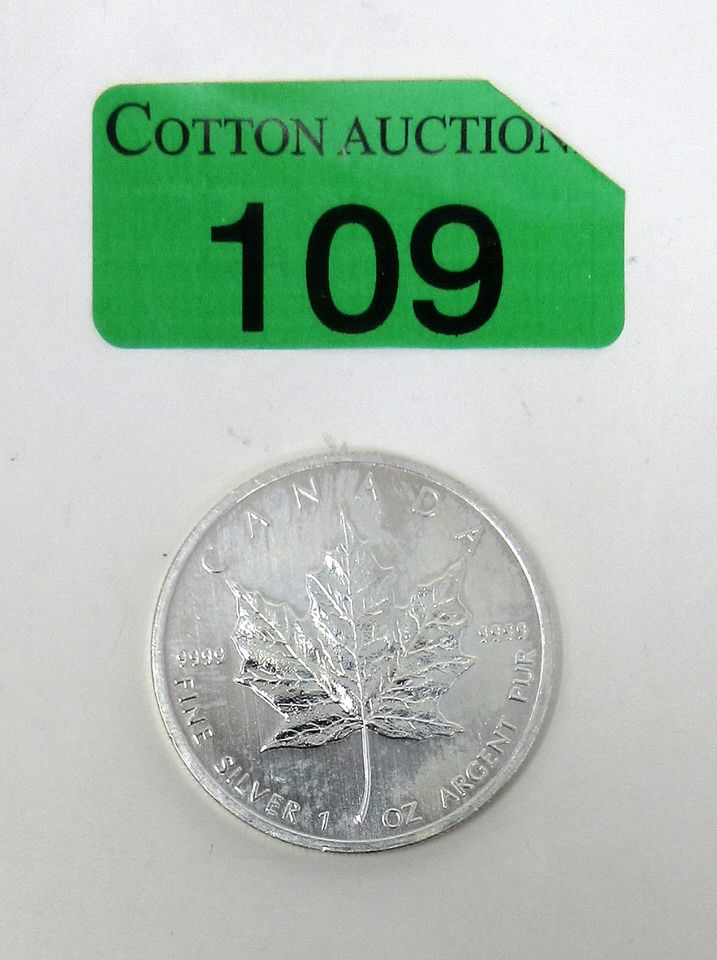 COTTON AUCTION
109
CANADA
9999 9999
FINE SILVER 1 OZ ARGENT PUR